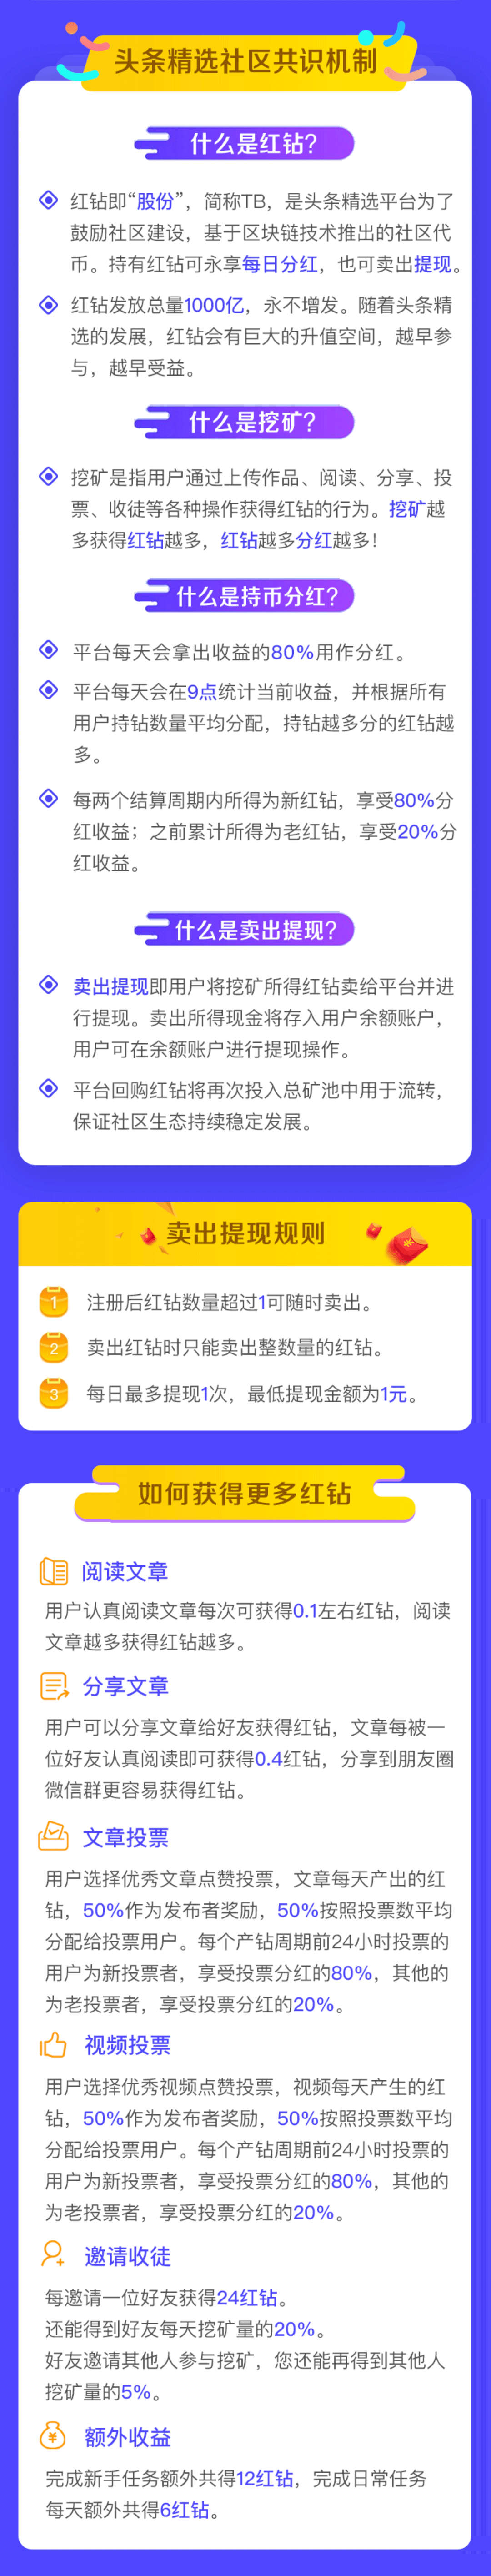 头条精选社区共识机制
什么是红钻?
红钻即“股份”，简称TB，是头条精选平台为了
鼓励社区建设，基于区块链技术推出的社区代
币。持有红钻可永享每日分红，也可卖出提现。
红钻发放总量1000亿，永不增发。随着头条精
选的发展，红钻会有巨大的升值空间，越早参
与，越早受益。
什么是挖矿?
挖矿是指用户通过上传作品、阅读、分享、投
票、收徒等各种操作获得红钻的行为。挖矿越
多获得红钻越多，红钻越多分红越多!
什么是持币分红?
平台每天会拿出收益的80%用作分红。
平台每天会在9点统计当前收益，并根据所有
用户持钻数量平均分配，持钻越多分的红钻越
多。
每两个结算周期内所得为新红钻，享受80%分
红收益；之前累计所得为老红钻，享受20%分
红收益。
什么是卖出提现?
卖出提现即用户将挖矿所得红钻卖给平台并进
行提现。卖出所得现金将存入用户余额账户，
用户可在余额账户进行提现操作。
平台回购红钻将再次投入总矿池中用于流转，
保证社区生态持续稳定发展。
卖出提现规则
1 注册后红钻数量超过1可随时卖出。
2 卖出红钻时只能卖出整数量的红钻。
3 每日最多提现1次，最低提现金额为1元。
如何获得更多红钻
阅读文章
用户认真阅读文章每次可获得0.1左右红钻，阅读
文章越多获得红钻越多。
分享文章
用户可以分享文章给好友获得红钻，文章每被一
位好友认真阅读即可获得0.4红钻，分享到朋友圈
微信群更容易获得红钻。
文章投票
用户选择优秀文章点赞投票，文章每天产出的红
钻，50%作为发布者奖励，50%按照投票数平均
分配给投票用户。每个产钻周期前24小时投票的
用户为新投票者，享受投票分红的80%，其他的
为老投票者，享受投票分红的20%。
视频投票
用户选择优秀视频点赞投票，视频每天产生的红
钻，50%作为发布者奖励，50%按照投票数平均
分配给投票用户。每个产钻周期前24小时投票的
用户为新投票者，享受投票分红的80%，其他的
为老投票者，享受投票分红的20%。
邀请收徒
每邀请一位好友获得24红钻。
还能得到好友每天挖矿量的20%。
好友邀请其他人参与挖矿，您还能再得到其他人
挖矿量的5%。
额外收益
完成新手任务额外共得12红钻，完成日常任务
每天额外共得6红钻。